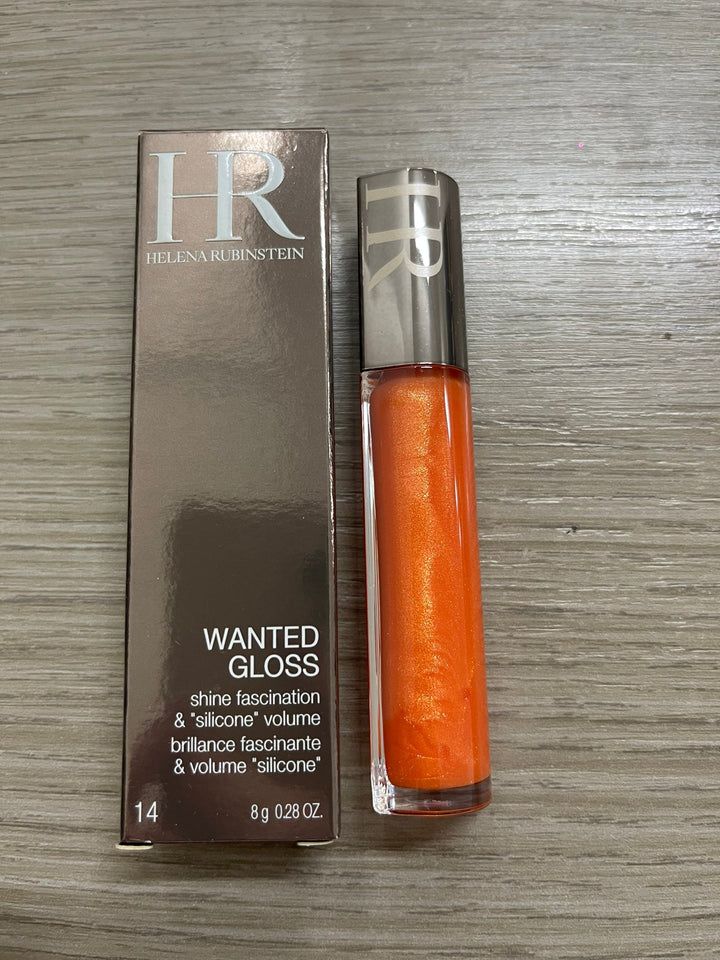 HR
HELENA RUBINSTEIN
WANTED
GLOSS
shine fascination
& "silicone" volume
brillance fascinante
& volume "silicone"
14
8 g 0.28 OZ.
HR